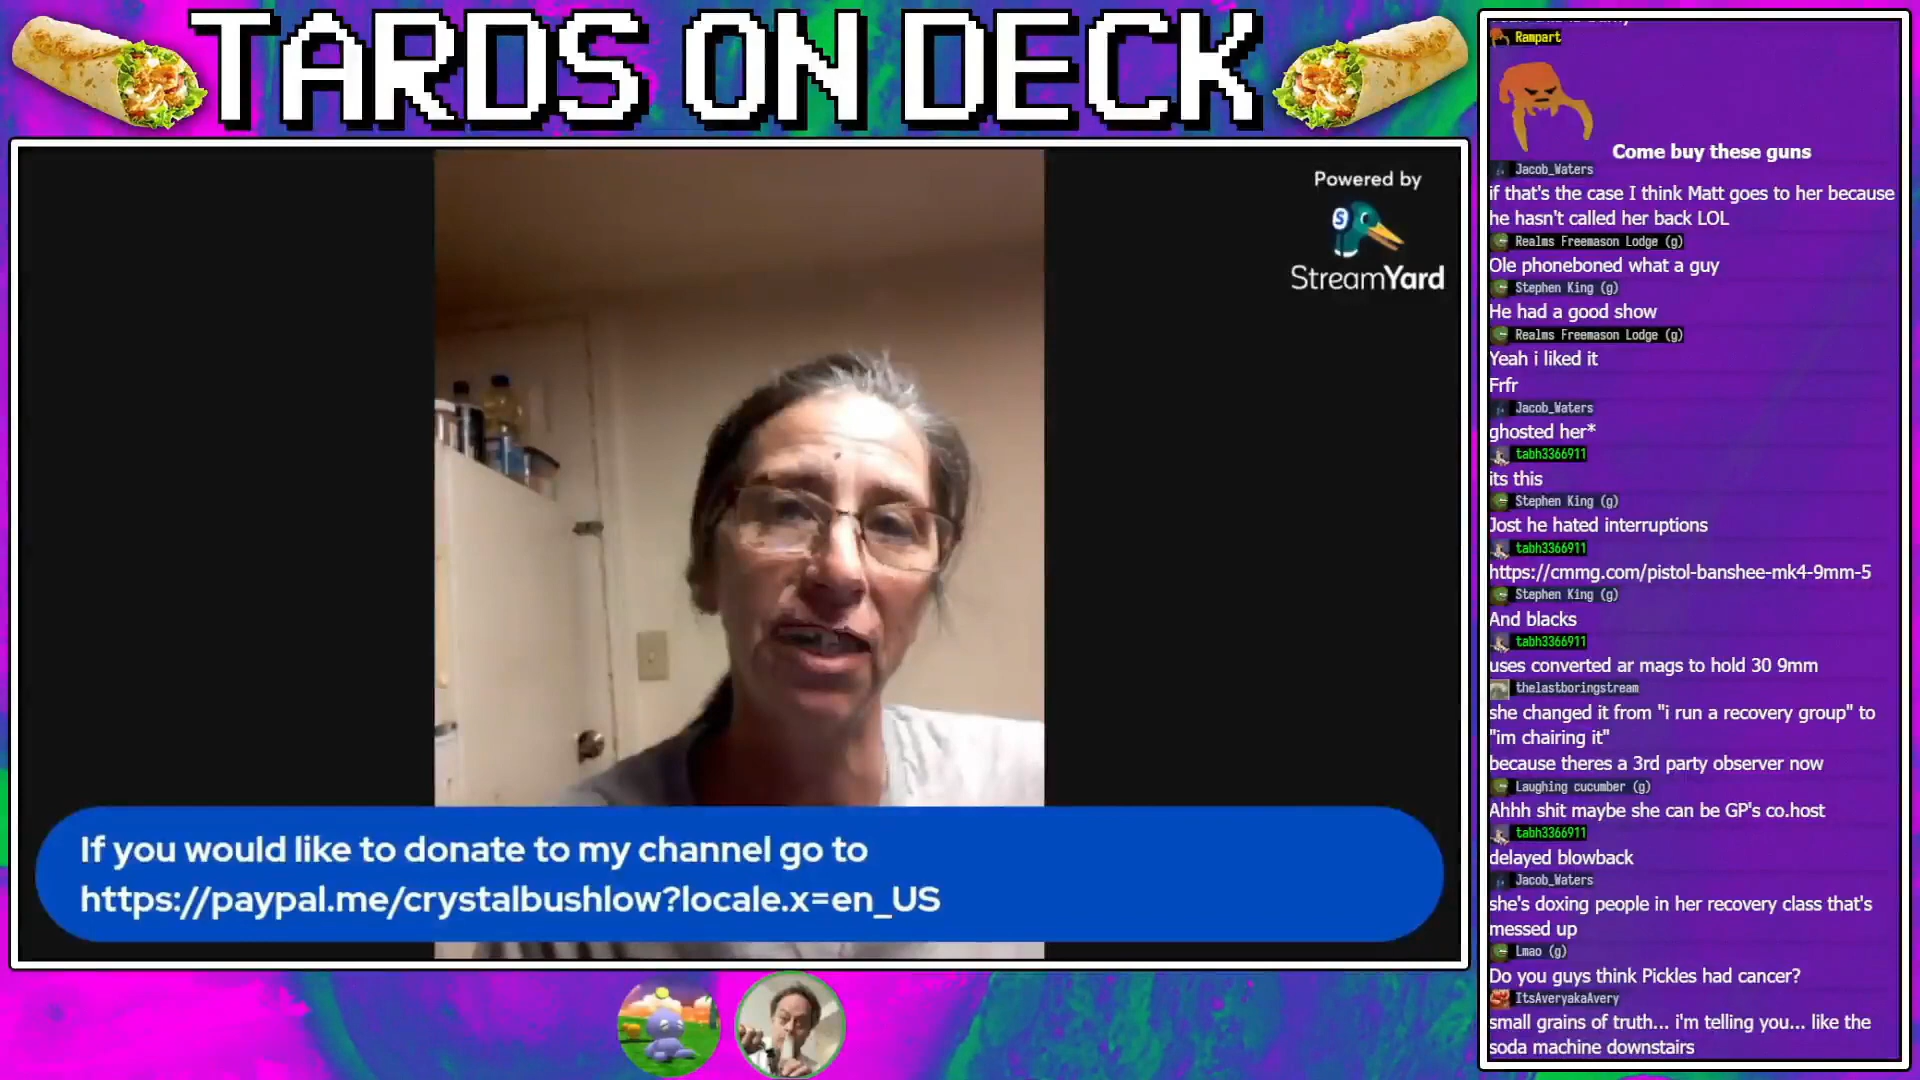 TARDS ON DECK
Powered by
StreamYard
If you would like to donate to my channel go to
https://paypal.me/crystalbushlow?locale.x=en_US
Rampart
Come buy these guns
Jacob_Waters
if that's the case I think Matt goes to her because
he hasn't called her back LOL
Realms Freemason Lodge (g)
Ole phoneboned what a guy
Stephen King (g)
He had a good show
Realms Freemason Lodge (g)
Yeah i liked it
Frfr
Jacob_Waters
ghosted her*
tabh3366911
its this
Stephen King (g)
Jost he hated interruptions
tabh3366911
https://cmmg.com/pistol-banshee-mk4-9mm-5
Stephen King (g)
And blacks
tabh3366911
uses converted ar mags to hold 30 9mm
thelastboringstream
she changed it from "i run a recovery group" to
"im chairing it"
because theres a 3rd party observer now
Laughing cucumber (g)
Ahhh shit maybe she can be GP's co.host
tabh3366911
delayed blowback
Jacob_Waters
she's doxing people in her recovery class that's
messed up
Lmao (g)
Do you guys think Pickles had cancer?
ItsAveryakaAvery
small grains of truth... i'm telling you... like the
soda machine downstairs